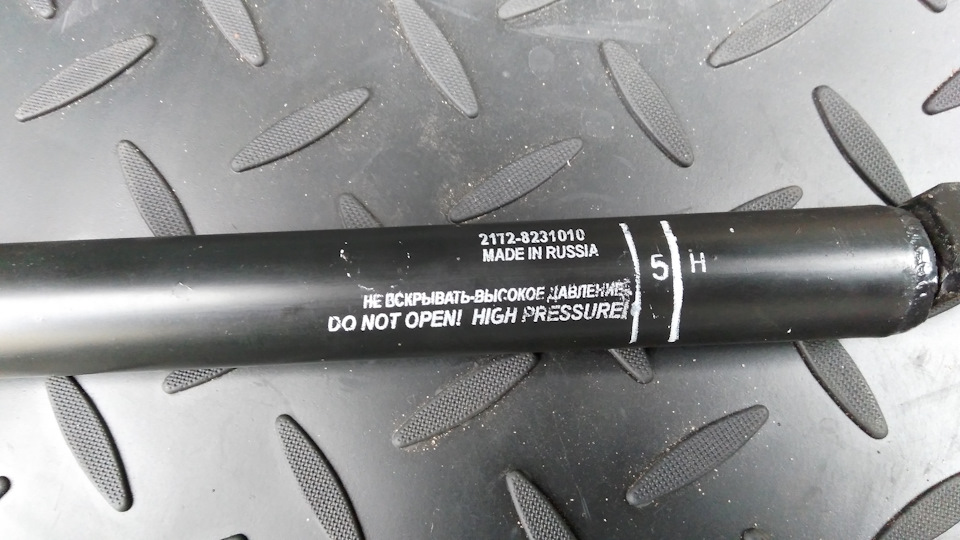 2172-8231010
MADE IN RUSSIA
5 H
НЕ ВСКРЫВАТЬ-ВЫСОКОЕ ДАВЛЕНИЕ
DO NOT OPEN! HIGH PRESSURE!